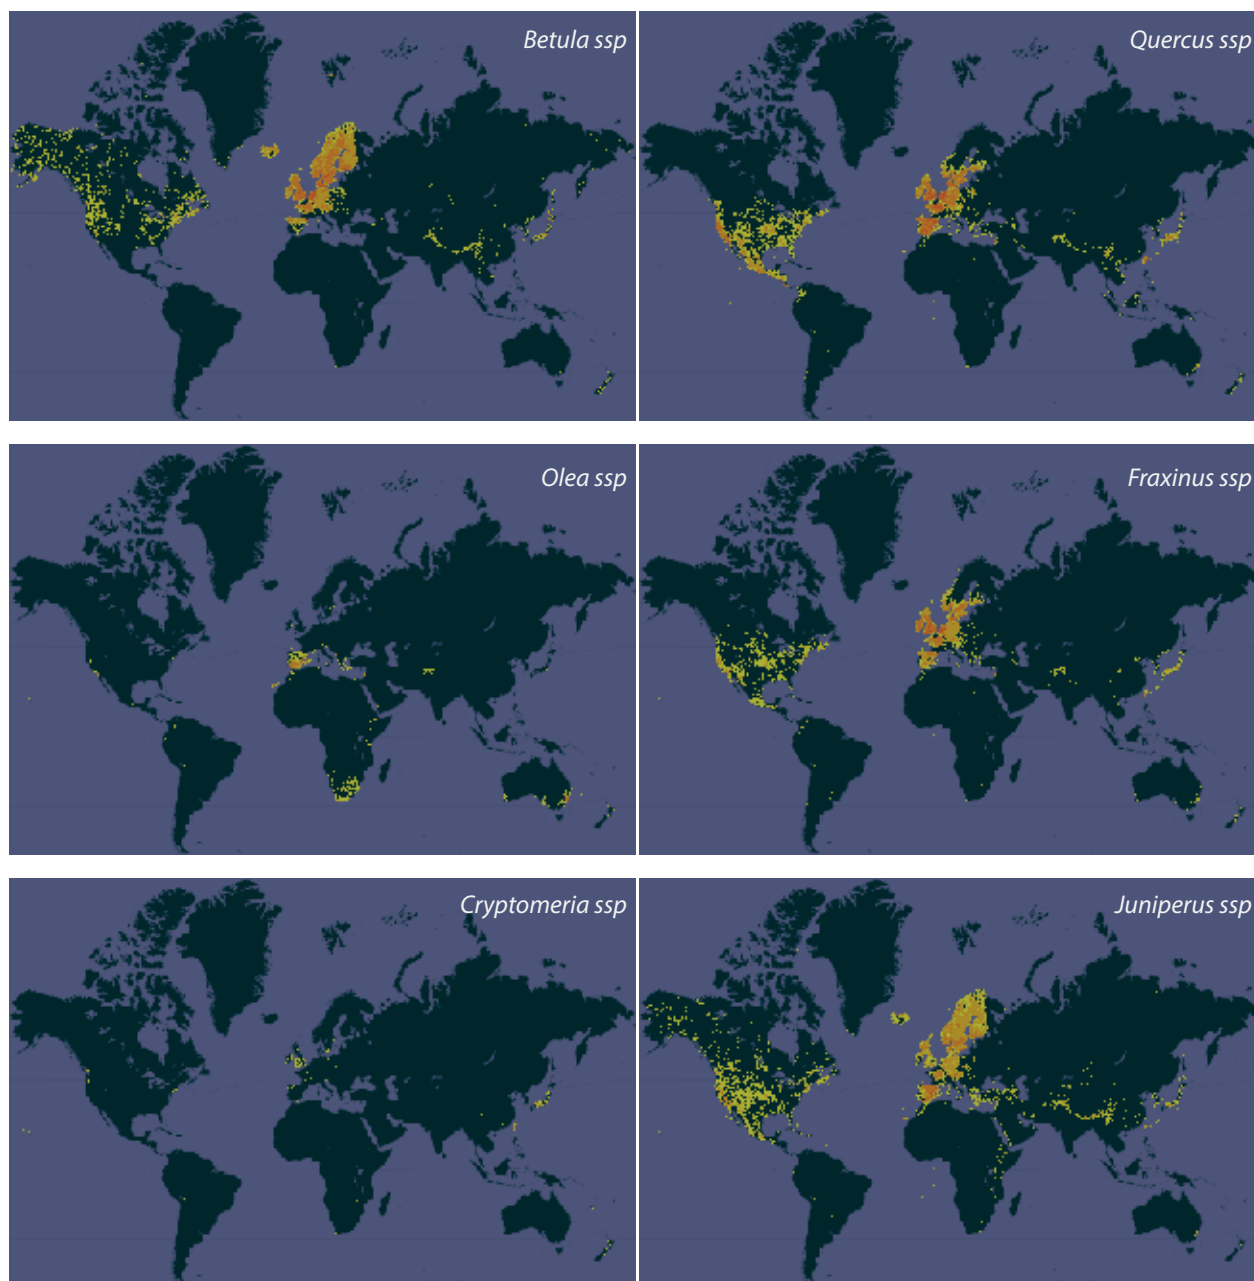 Betula ssp
Quercus ssp
Olea ssp
Fraxinus ssp
Cryptomeria ssp
Juniperus ssp